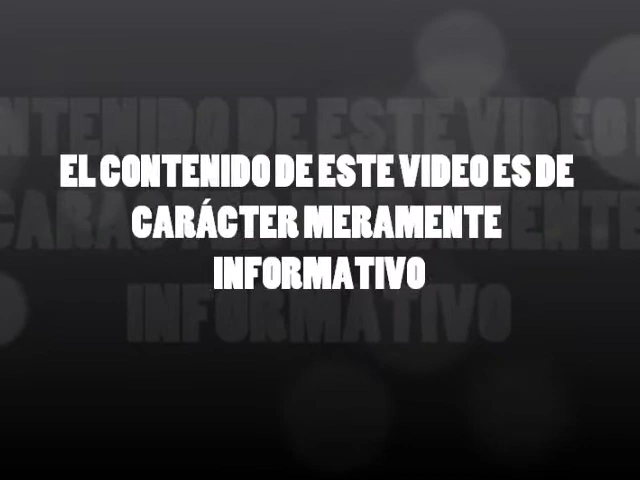 EL CONTENIDO DE ESTE VIDEO ES DE
CARÁCTER MERAMENTE
INFORMATIVO